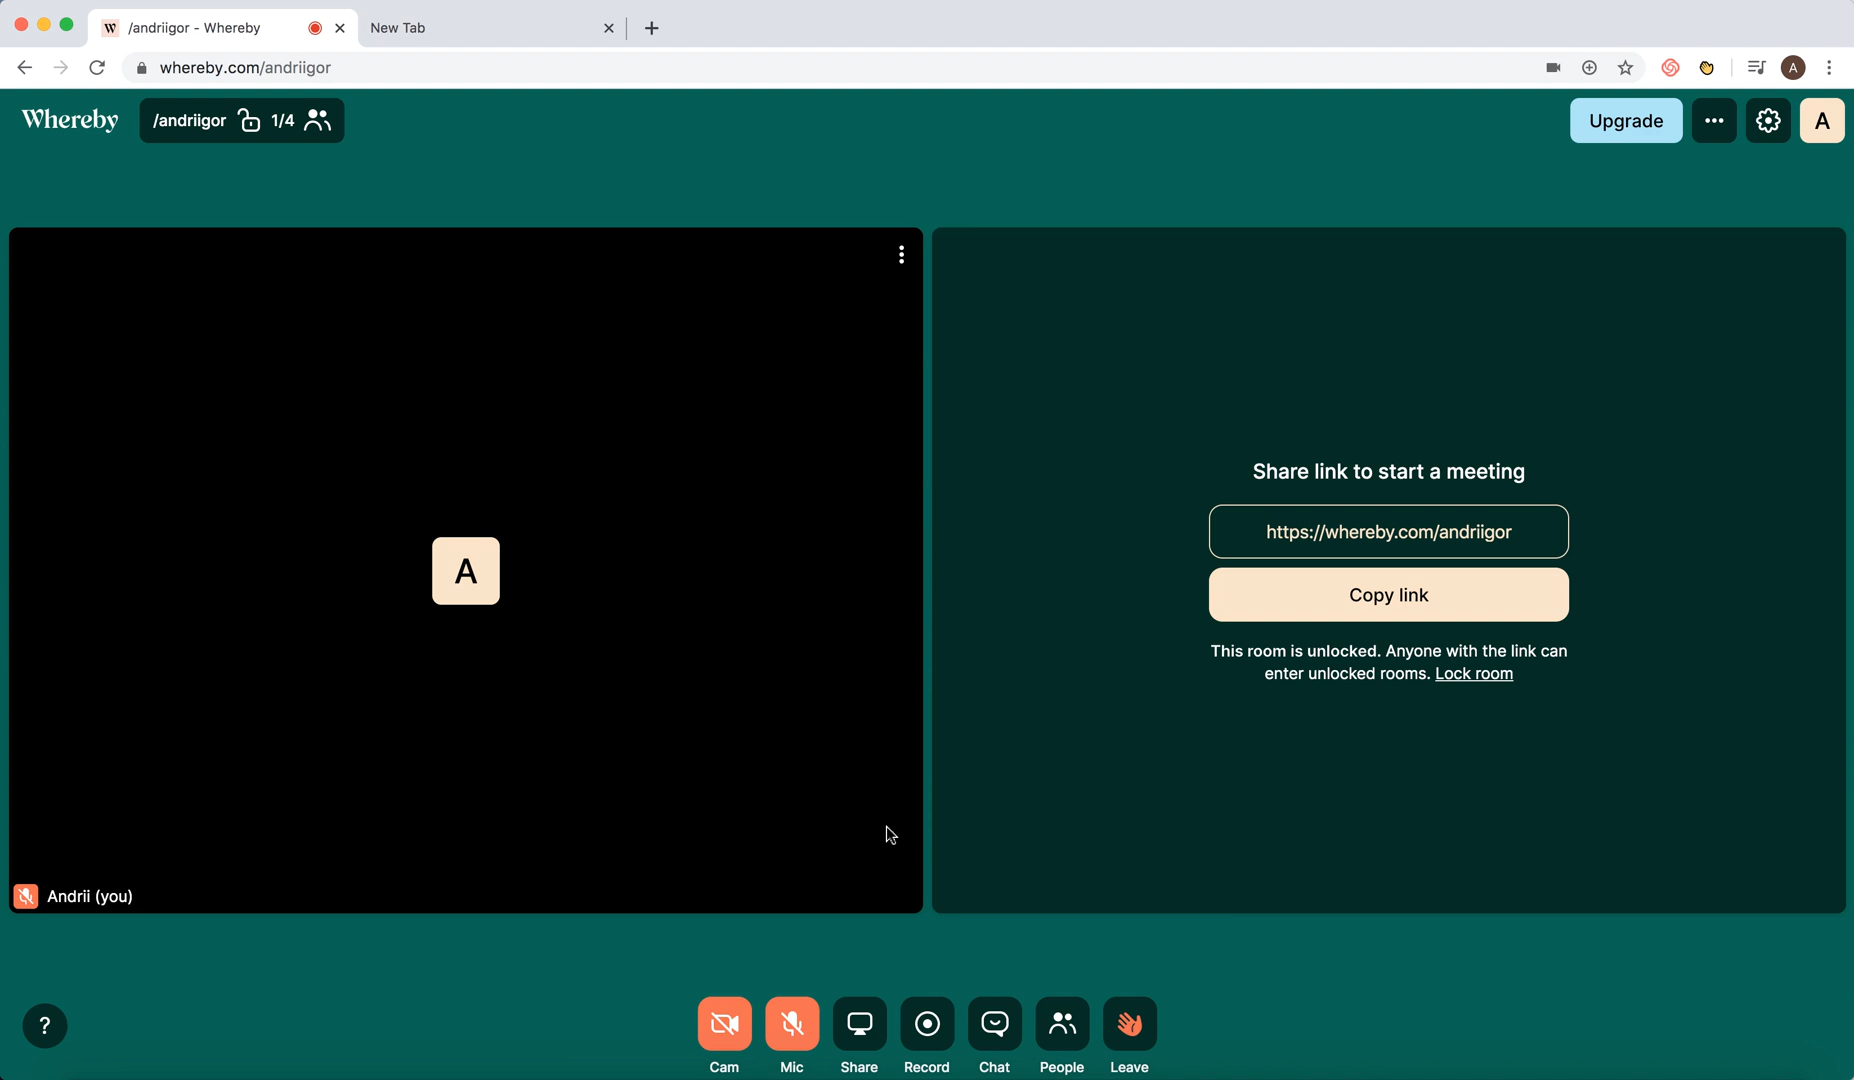 W /andriigor - Whereby
New Tab
whereby.com/andriigor
A
Whereby
/andriigor 1/4
Upgrade
A
A
Share link to start a meeting
https://whereby.com/andriigor
Copy link
This room is unlocked. Anyone with the link can
enter unlocked rooms. Lock room
Andrii (you)
?
Cam Mic Share Record Chat People Leave